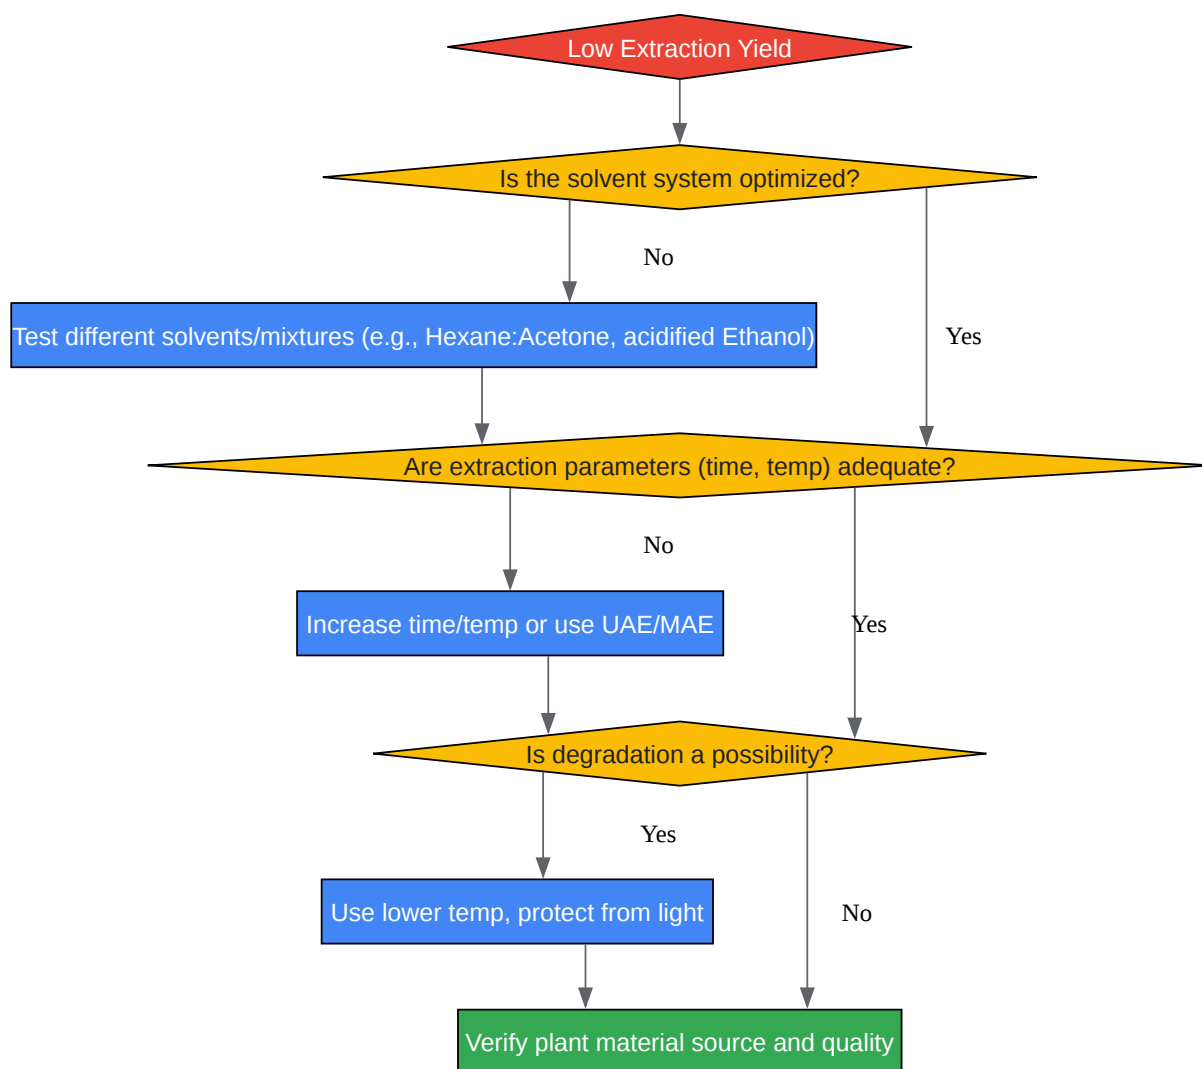 Low Extraction Yield
Is the solvent system optimized?
No
Test different solvents/mixtures (e.g., Hexane:Acetone, acidified Ethanol)
Yes
Are extraction parameters (time, temp) adequate?
No
Increase time/temp or use UAE/MAE
Yes
Is degradation a possibility?
Yes
Use lower temp, protect from light
No
Verify plant material source and quality